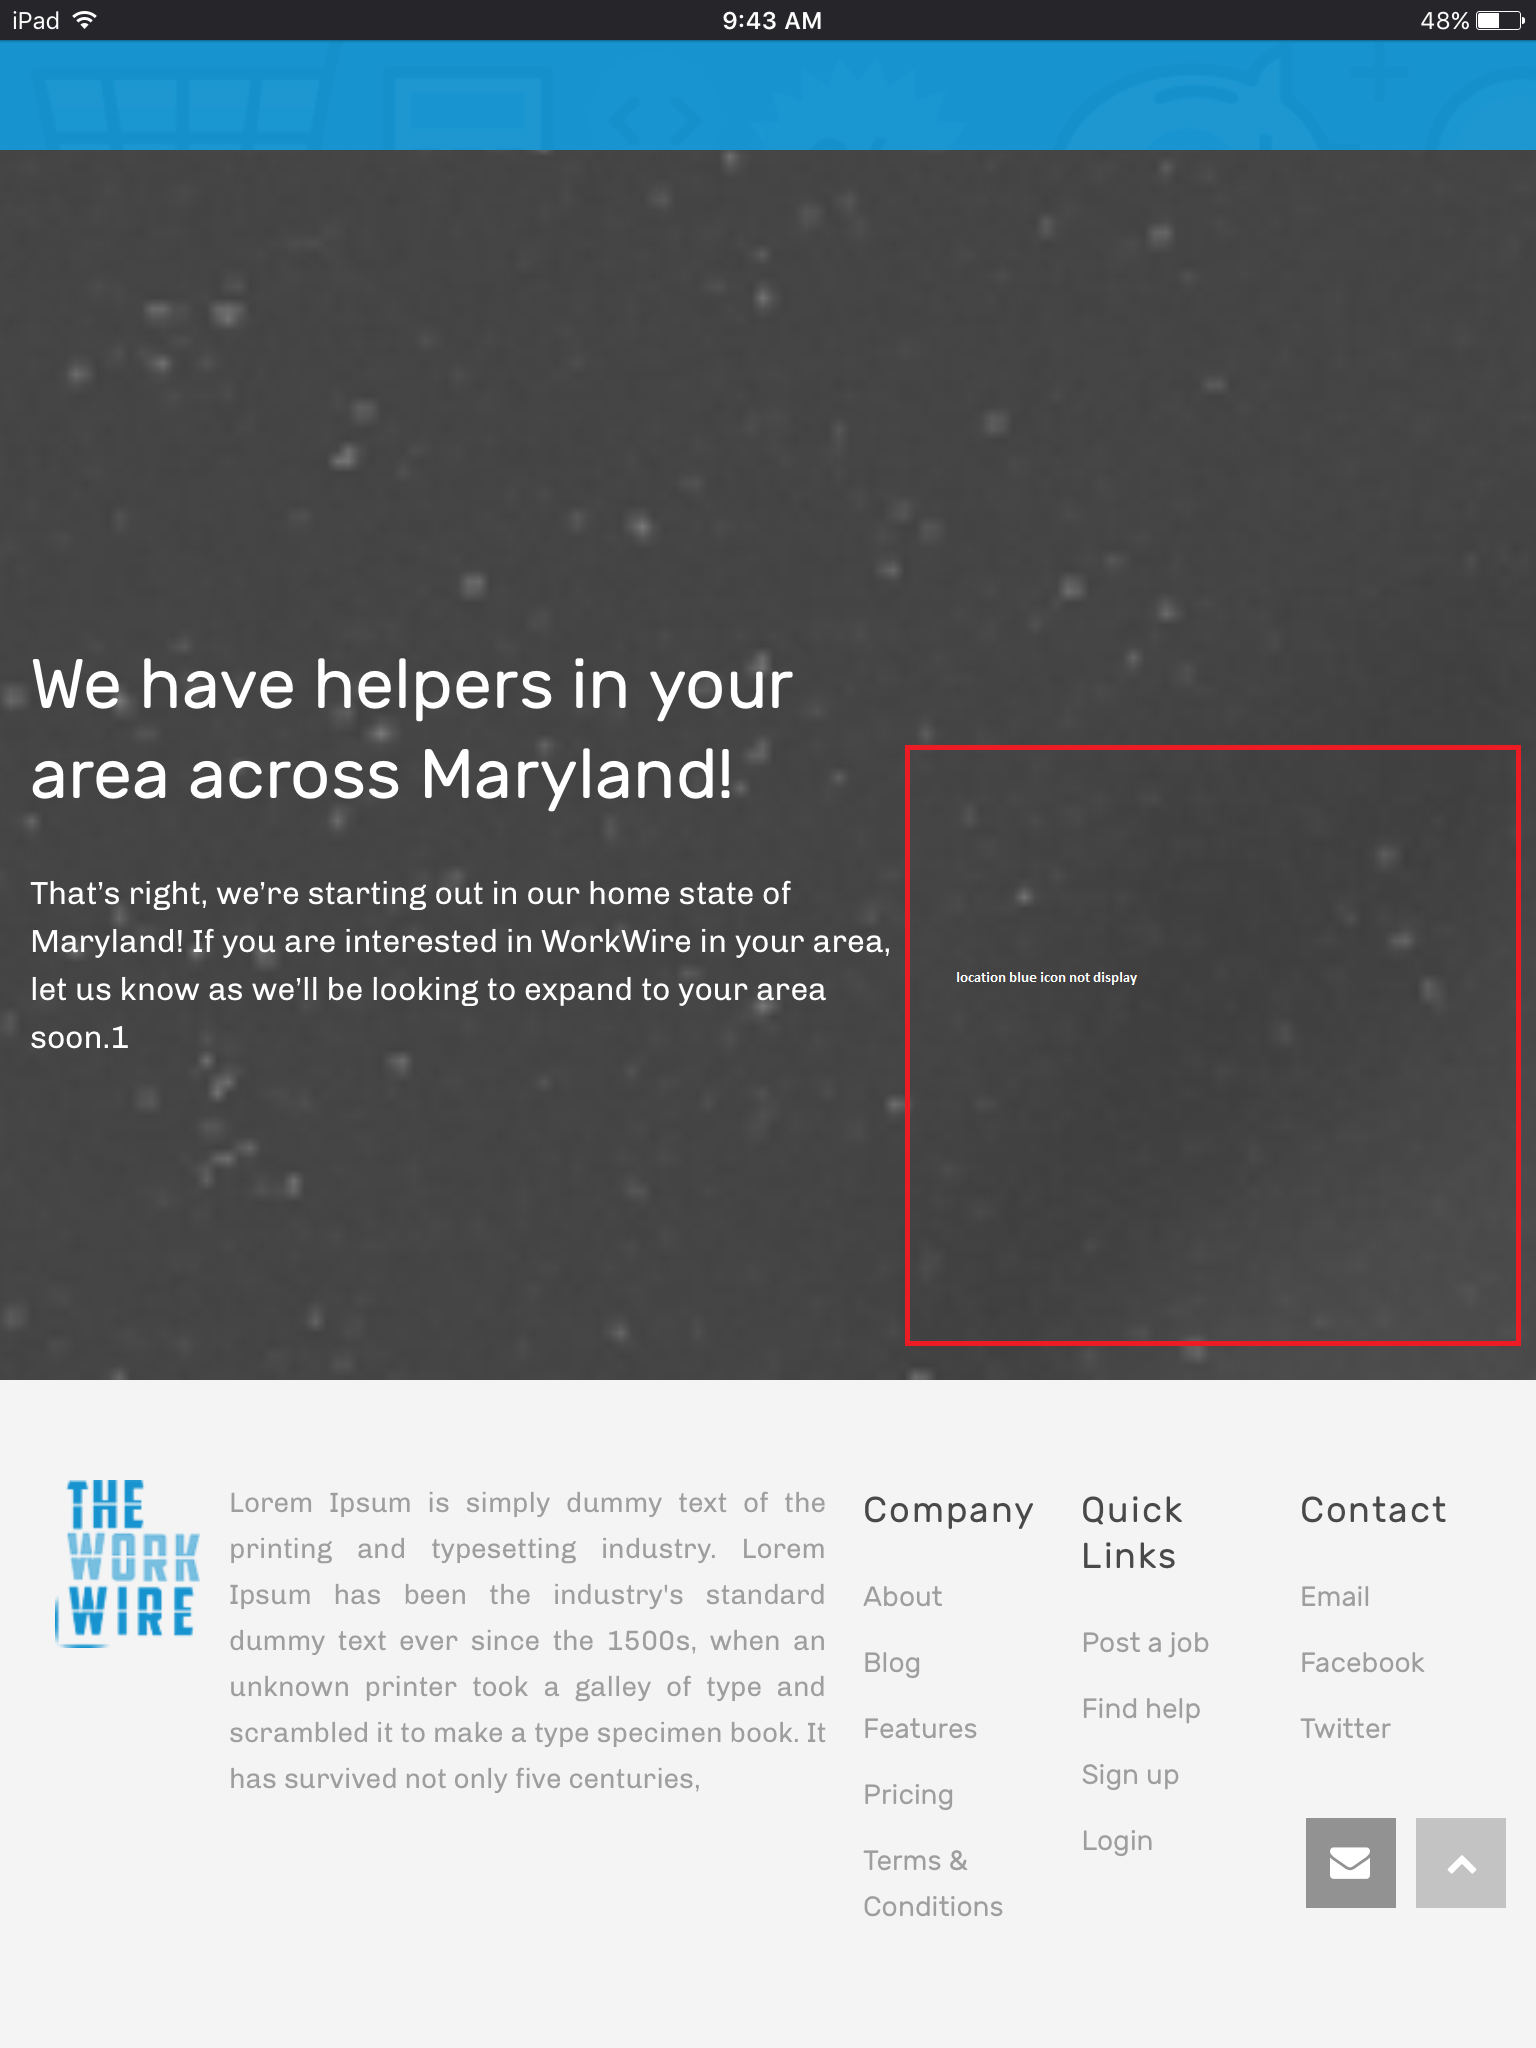 iPad
9:43 AM
48%
We have helpers in your
area across Maryland!
That’s right, we’re starting out in our home state of
Maryland! If you are interested in WorkWire in your area,
let us know as we’ll be looking to expand to your area
soon.1
location blue icon not display
THE
WORK
WIRE
Lorem Ipsum is simply dummy text of the
printing and typesetting industry. Lorem
Ipsum has been the industry's standard
dummy text ever since the 1500s, when an
unknown printer took a galley of type and
scrambled it to make a type specimen book. It
has survived not only five centuries,
Company
About
Blog
Features
Pricing
Terms &
Conditions
Quick
Links
Post a job
Find help
Sign up
Login
Contact
Email
Facebook
Twitter